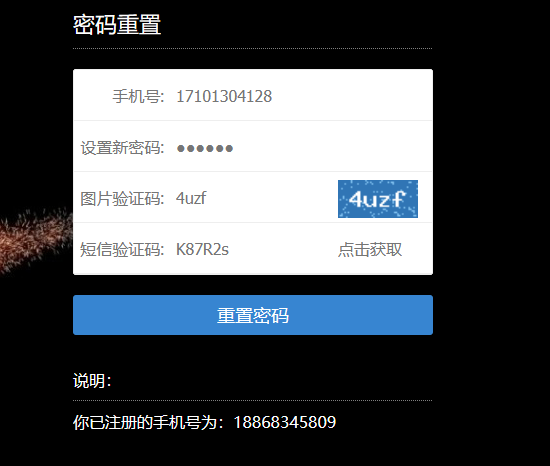 密码重置
手机号: 17101304128
设置新密码: ●●●●●●
图片验证码: 4uzf 4uzf
短信验证码: K87R2s 点击获取
重置密码
说明：
你已注册的手机号为：18868345809